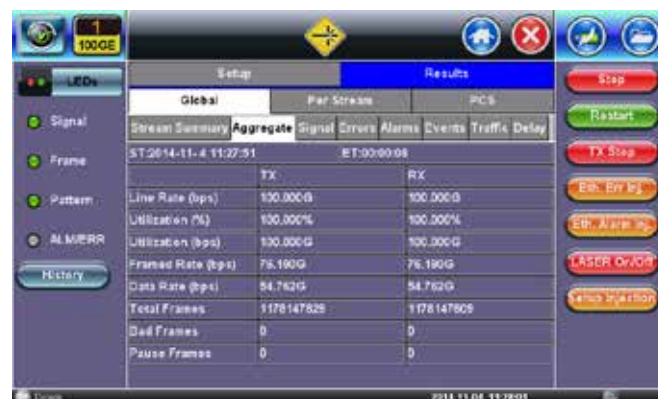 1
100GE
LEDs
Signal
Frame
Pattern
ALM/ERR
History
Setup Results
Global Per Stream PCS
Stream Summary Aggregate Signal Errors Alarms Events Traffic Delay
ST:2014-11-4 11:27:51 ET:00:00:08
TX RX
Line Rate (bps) 100.000G 100.000G
Utilization (%) 100.000% 100.000%
Utilization (bps) 100.000G 100.000G
Framed Rate (bps) 76.190G 76.190G
Data Rate (bps) 54.762G 54.762G
Total Frames
Bad Frames 0 0
Pause Frames 0 0
Stop
Restart
TX Stop
Eth. Err Inj.
Eth. Alarm Inj.
LASER On/Off
Setup Injection